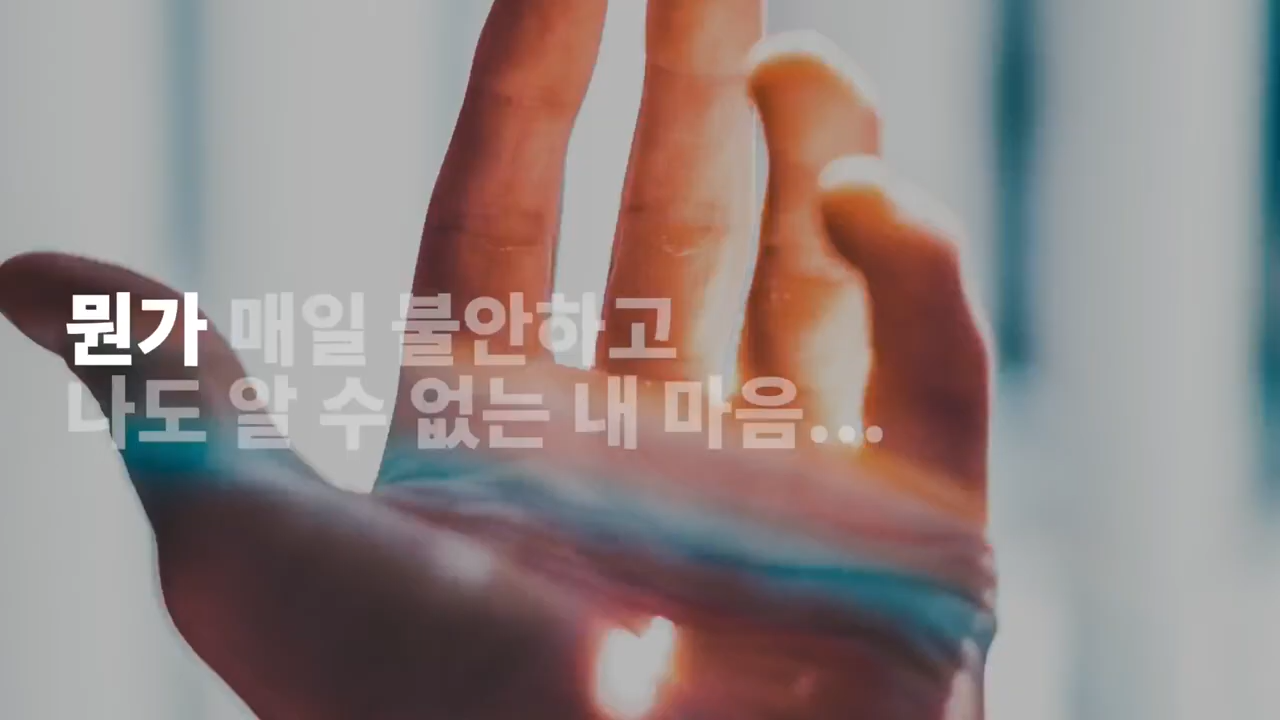 뭔가 매일 불안하고
나도 알 수 없는 내 마음...